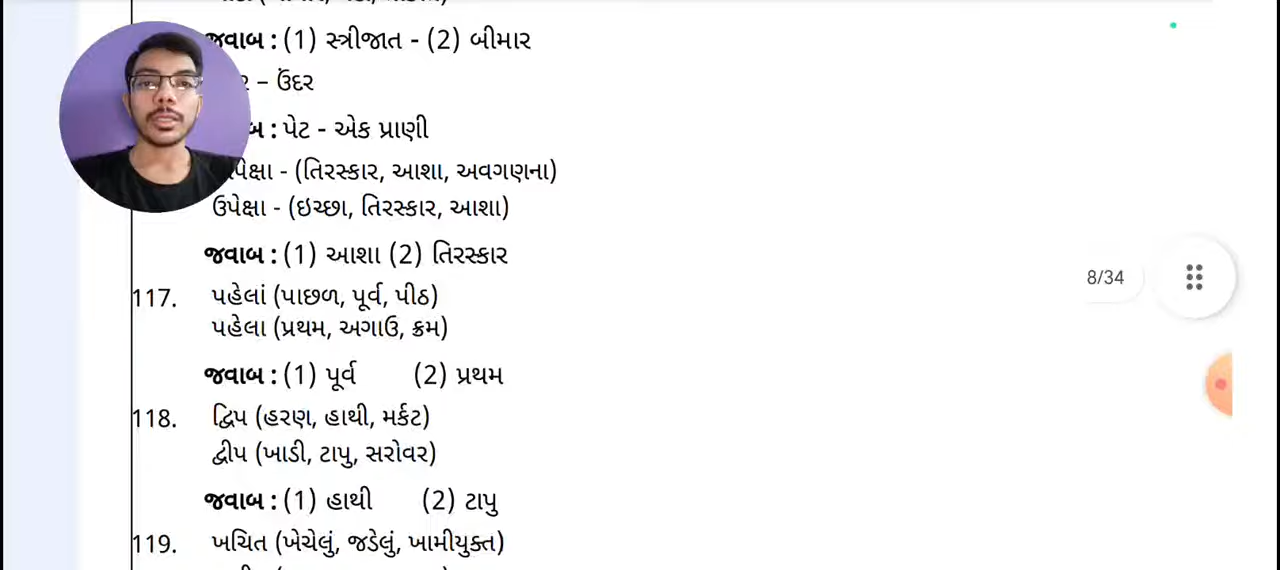 જવાબ : (1) સ્ત્રીજાત - (2) બીમાર
– ઉંદર
: પેટ - એક પ્રાણી
- (તિરસ્કાર, આશા, અવગણના)
ઉપેક્ષા - (ઇચ્છા, તિરસ્કાર, આશા)
જવાબ : (1) આશા (2) તિરસ્કાર
117. પહેલાં (પાછળ, પૂર્વ, પીઠ)
પહેલા (પ્રથમ, અગાઉ, ક્રમ)
જવાબ : (1) પૂર્વ (2) પ્રથમ
8/34
118. દ્વિપ (હરણ, હાથી, મર્કટ)
દ્વીપ (ખાડી, ટાપુ, સરોવર)
જવાબ : (1) હાથી (2) ટાપુ
119. ખચિત (ખેચેલું, જડેલું, ખામીયુક્ત)